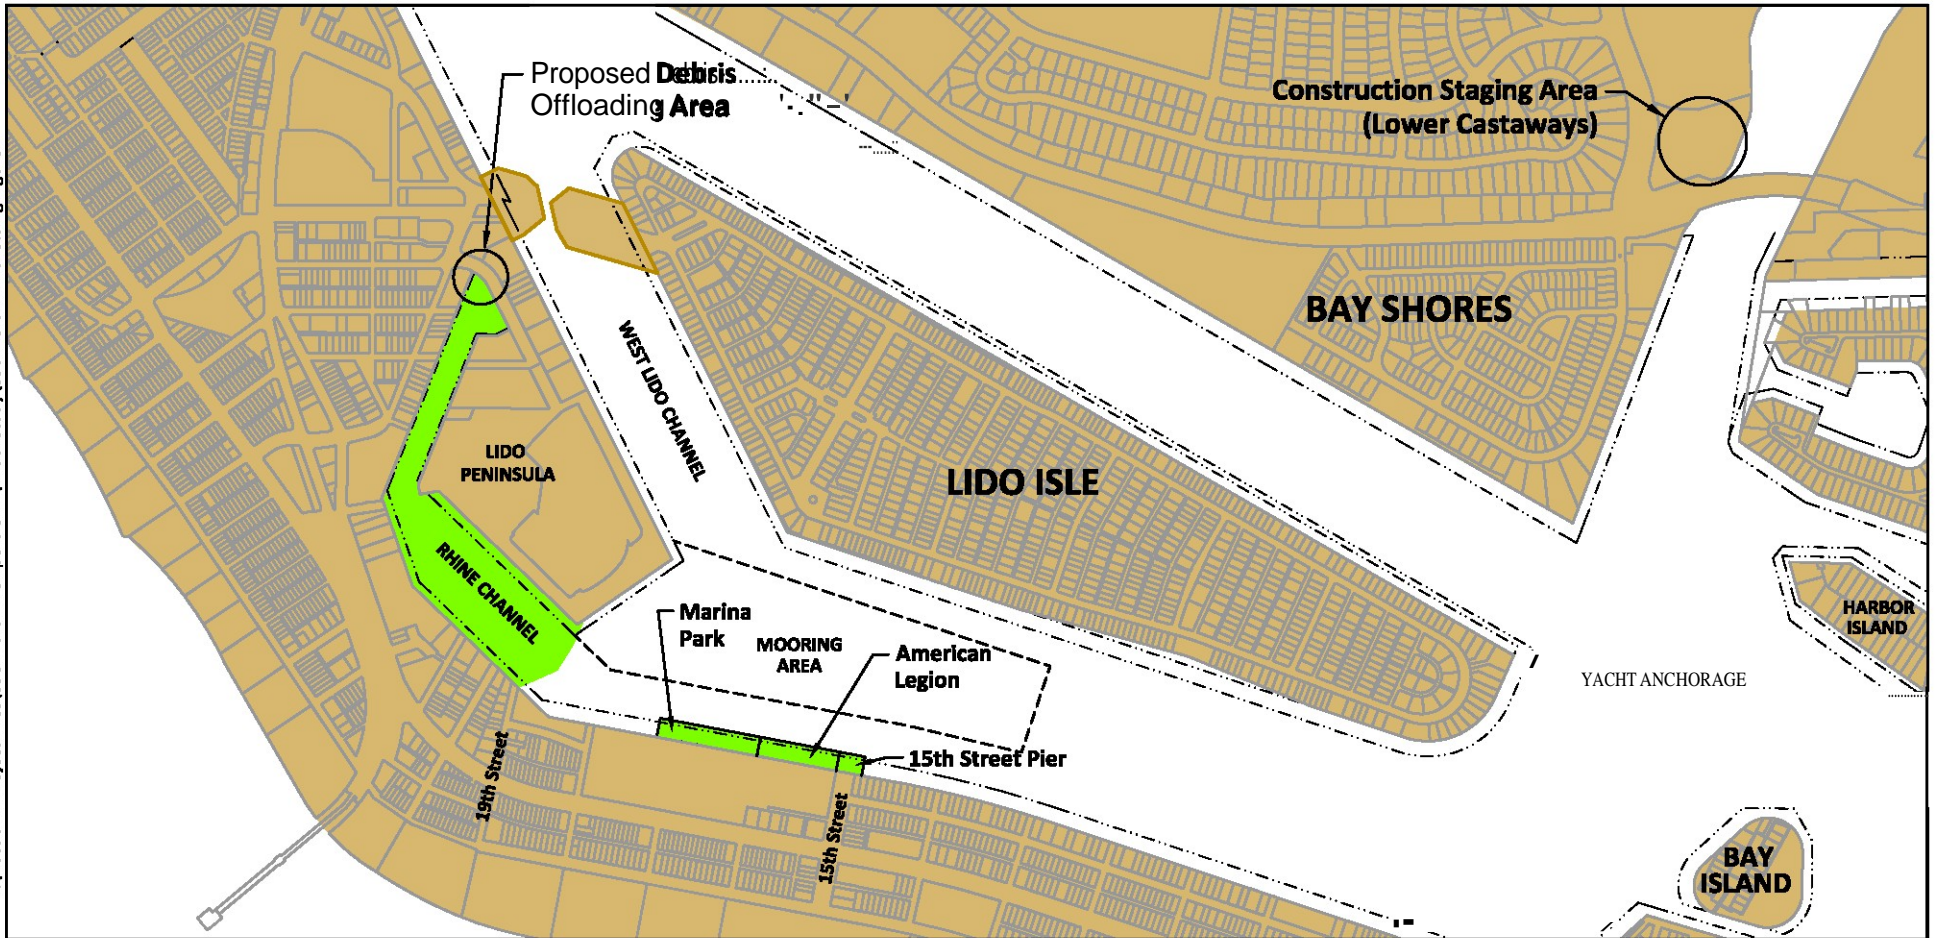 Proposed Debris
Offloading Area
Construction Staging Area
(Lower Castaways)
BAY SHORES
WEST LIDO CHANNEL
LIDO
PENINSULA
LIDO ISLE
RHINE CHANNEL
Marina
Park
MOORING
AREA
American
Legion
HARBOR
ISLAND
YACHT ANCHORAGE
15th Street Pier
19th Street
15th Street
BAY
ISLAND